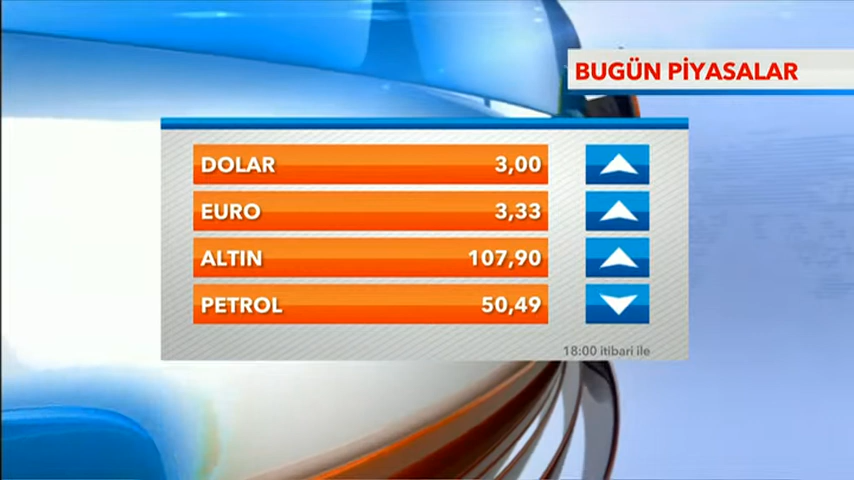 BUGÜN PİYASALAR
DOLAR 3,00
EURO 3,33
ALTIN 107,90
PETROL 50,49
18:00 itibari ile